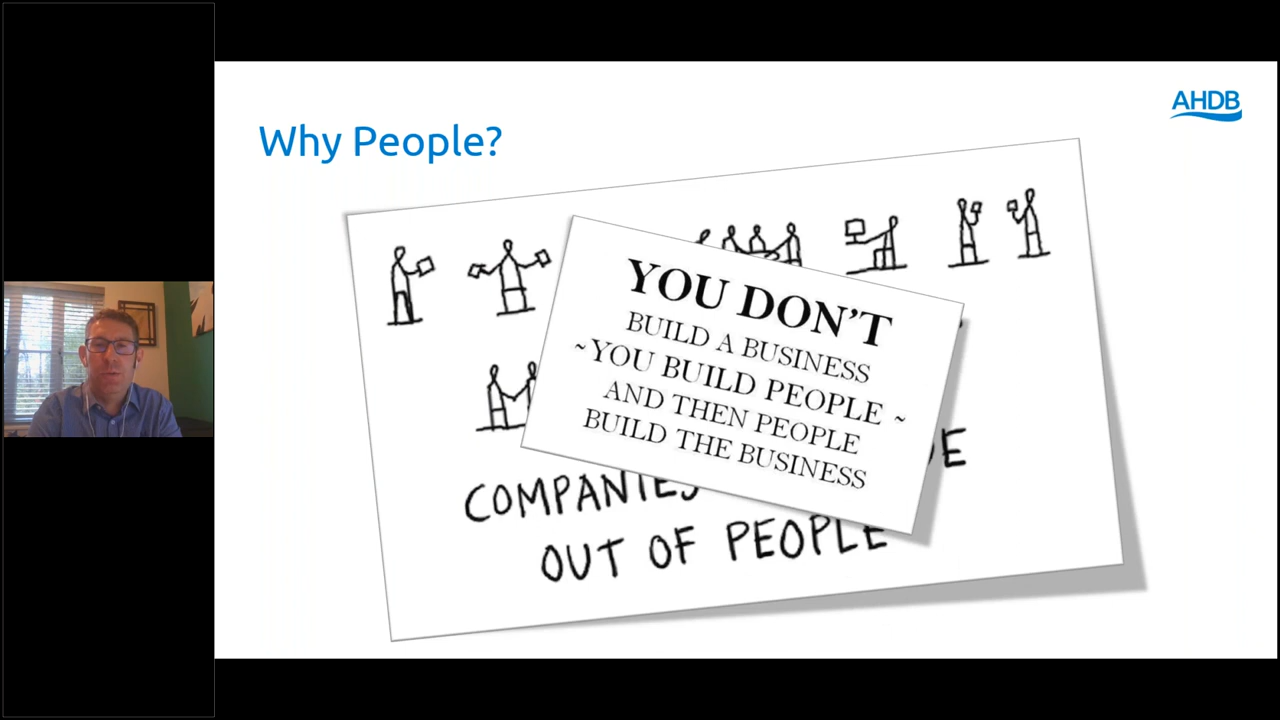 AHDB
Why People?
YOU DON'T
BUILD A BUSINESS
~YOU BUILD PEOPLE ~
AND THEN PEOPLE
BUILD THE BUSINESS
COMPANIES
OUT OF PEOPLE